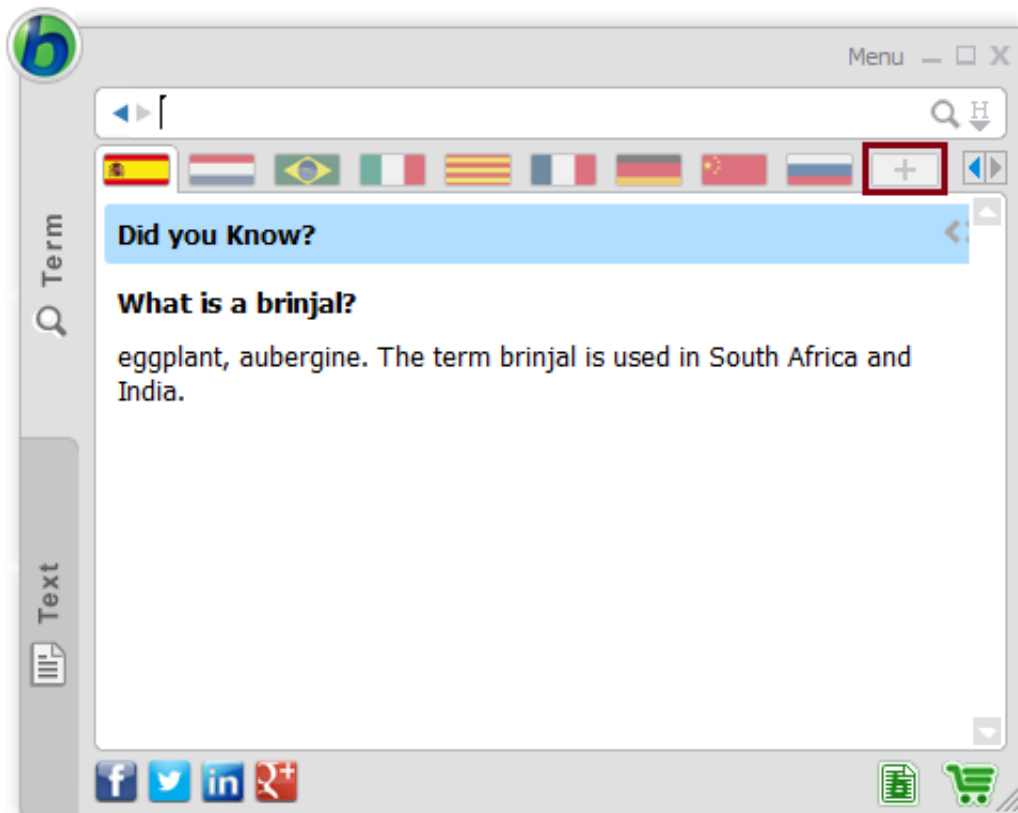 Menu
H
Term
Did you Know?
What is a brinjal?
eggplant, aubergine. The term brinjal is used in South Africa and
India.
Text